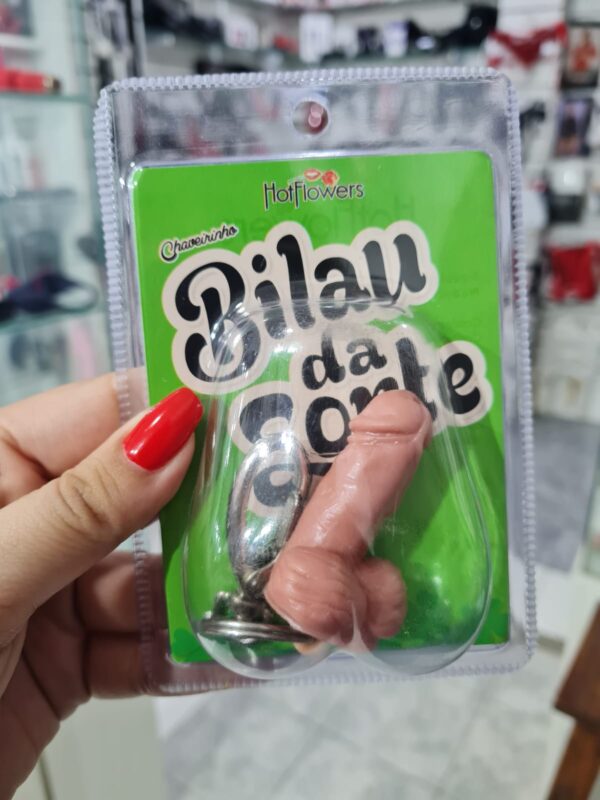 HotFlowers
Chaveirinho
Bilau
da
Sorte